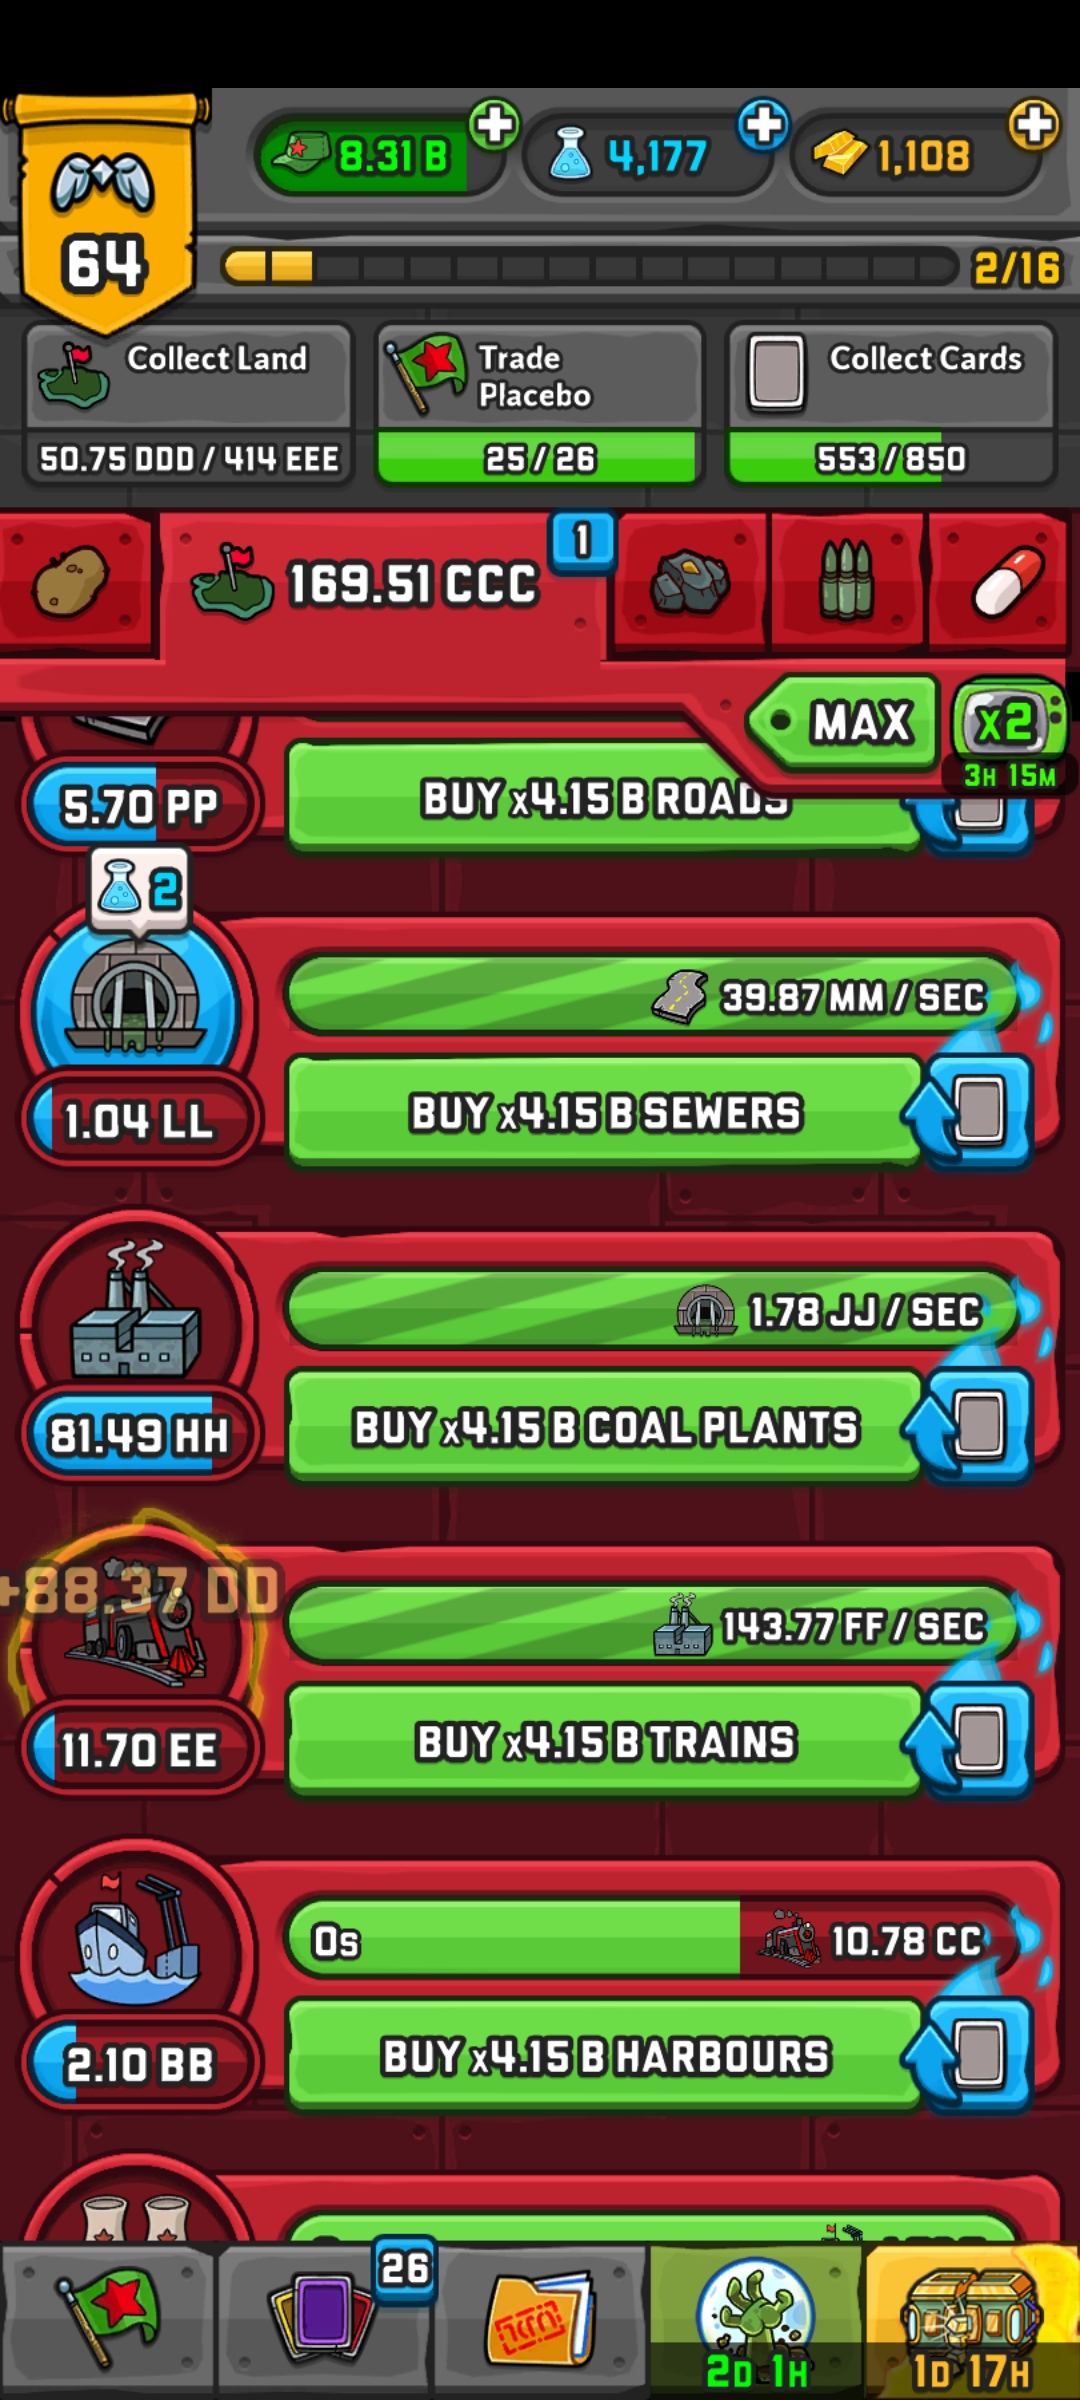 8.31 B
4,177
1,108
64
2/16
Collect Land
50.75 DDD / 414 EEE
Trade
Placebo
25 / 26
Collect Cards
553 / 850
169.51 CCC
1
MAX
x2
3H 15M
5.70 PP
BUY x4.15 B ROADS
2
39.87 MM / SEC
1.04 LL
BUY x4.15 B SEWERS
1.78 JJ / SEC
81.49 HH
BUY x4.15 B COAL PLANTS
+88.37 DD
143.77 FF / SEC
11.70 EE
BUY x4.15 B TRAINS
0s
10.78 CC
2.10 BB
BUY x4.15 B HARBOURS
26
2D 1H
1D 17H